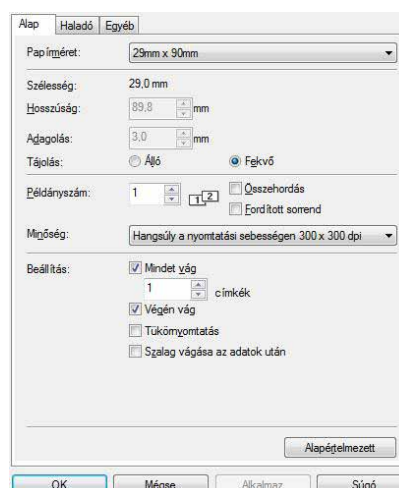 Alap Haladó Egyéb
Papírméret: 29mm x 90mm
Szélesség: 29,0 mm
Hosszúság: 89,8 mm
Adagolás: 3,0 mm
Tájolás: Álló Fekvő
Példányszám: 1 1 2 Összehordás
Fordított sorrend
Minőség: Hangsúly a nyomtatási sebességen 300 x 300 dpi
Beállítás: Mindet vág
1 címkék
Végén vág
Tükörnyomtatás
Szalag vágása az adatok után
Alapértelmezett
OK Mégse Alkalmaz Súgó